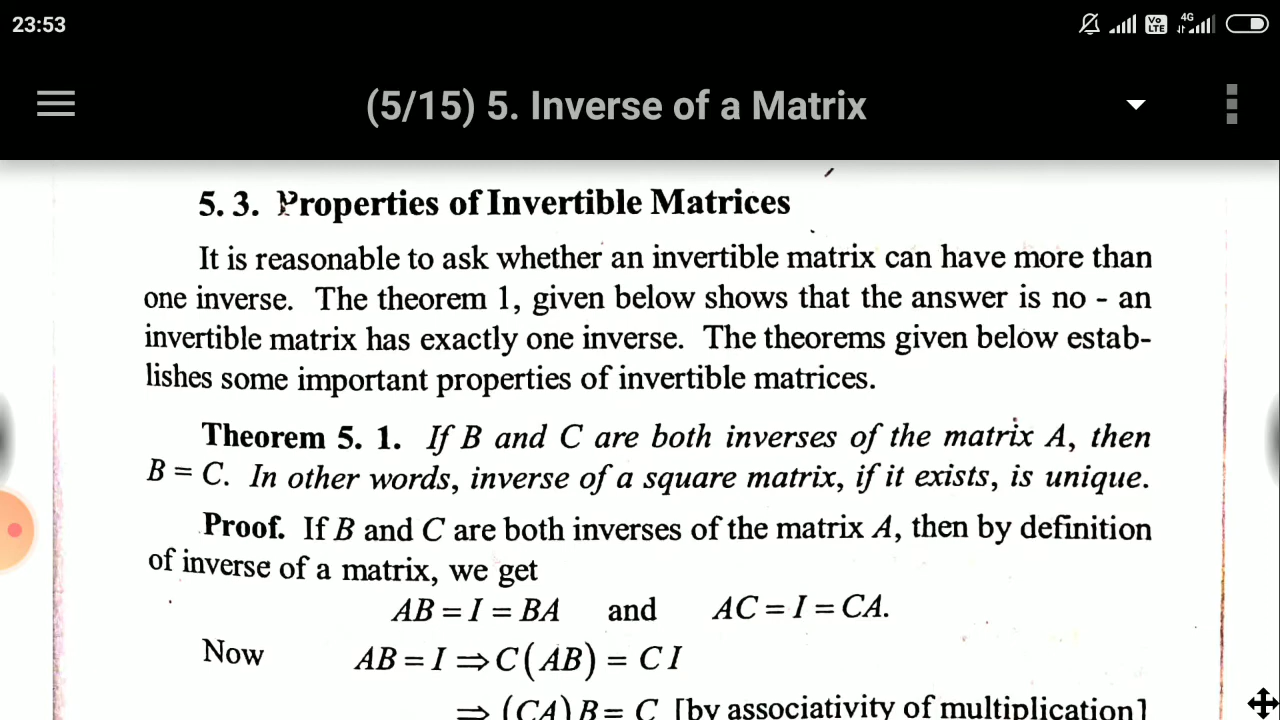 23:53
Vo LTE 4G
(5/15) 5. Inverse of a Matrix
5. 3. Properties of Invertible Matrices
It is reasonable to ask whether an invertible matrix can have more than
one inverse. The theorem 1, given below shows that the answer is no - an
invertible matrix has exactly one inverse. The theorems given below estab-
lishes some important properties of invertible matrices.
Theorem 5. 1. If B and C are both inverses of the matrix A, then
B = C. In other words, inverse of a square matrix, if it exists, is unique.
Proof. If B and C are both inverses of the matrix A, then by definition
of inverse of a matrix, we get
AB = I = BA and AC = I = CA.
Now AB = I ⇒ C(AB) = CI
⇒ (CA) B = C [by associativity of multiplication]